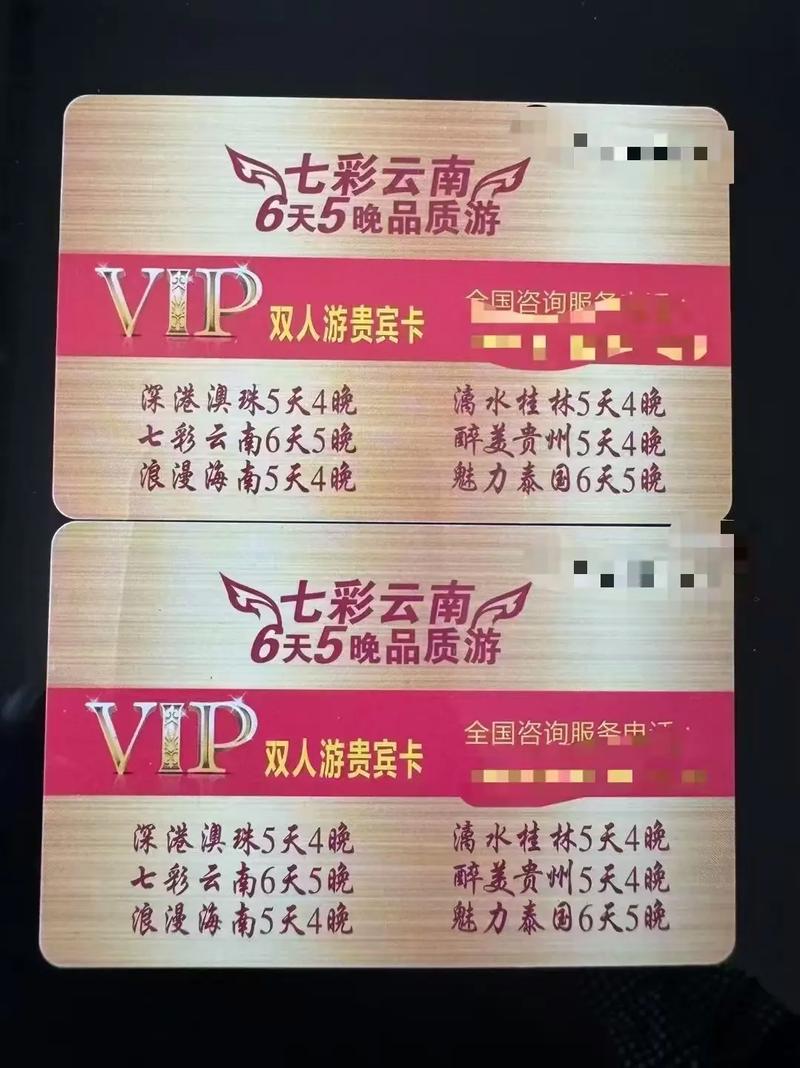 七彩云南
6天5晚品质游
VIP 双人游贵宾卡
全国咨询服务
深港澳珠5天4晚
漓水桂林5天4晚
七彩云南6天5晚
醉美贵州5天4晚
浪漫海南5天4晚
魅力泰国6天5晚
七彩云南
6天5晚品质游
VIP 双人游贵宾卡
全国咨询服务电话
深港澳珠5天4晚
漓水桂林5天4晚
七彩云南6天5晚
醉美贵州5天4晚
浪漫海南5天4晚
魅力泰国6天5晚